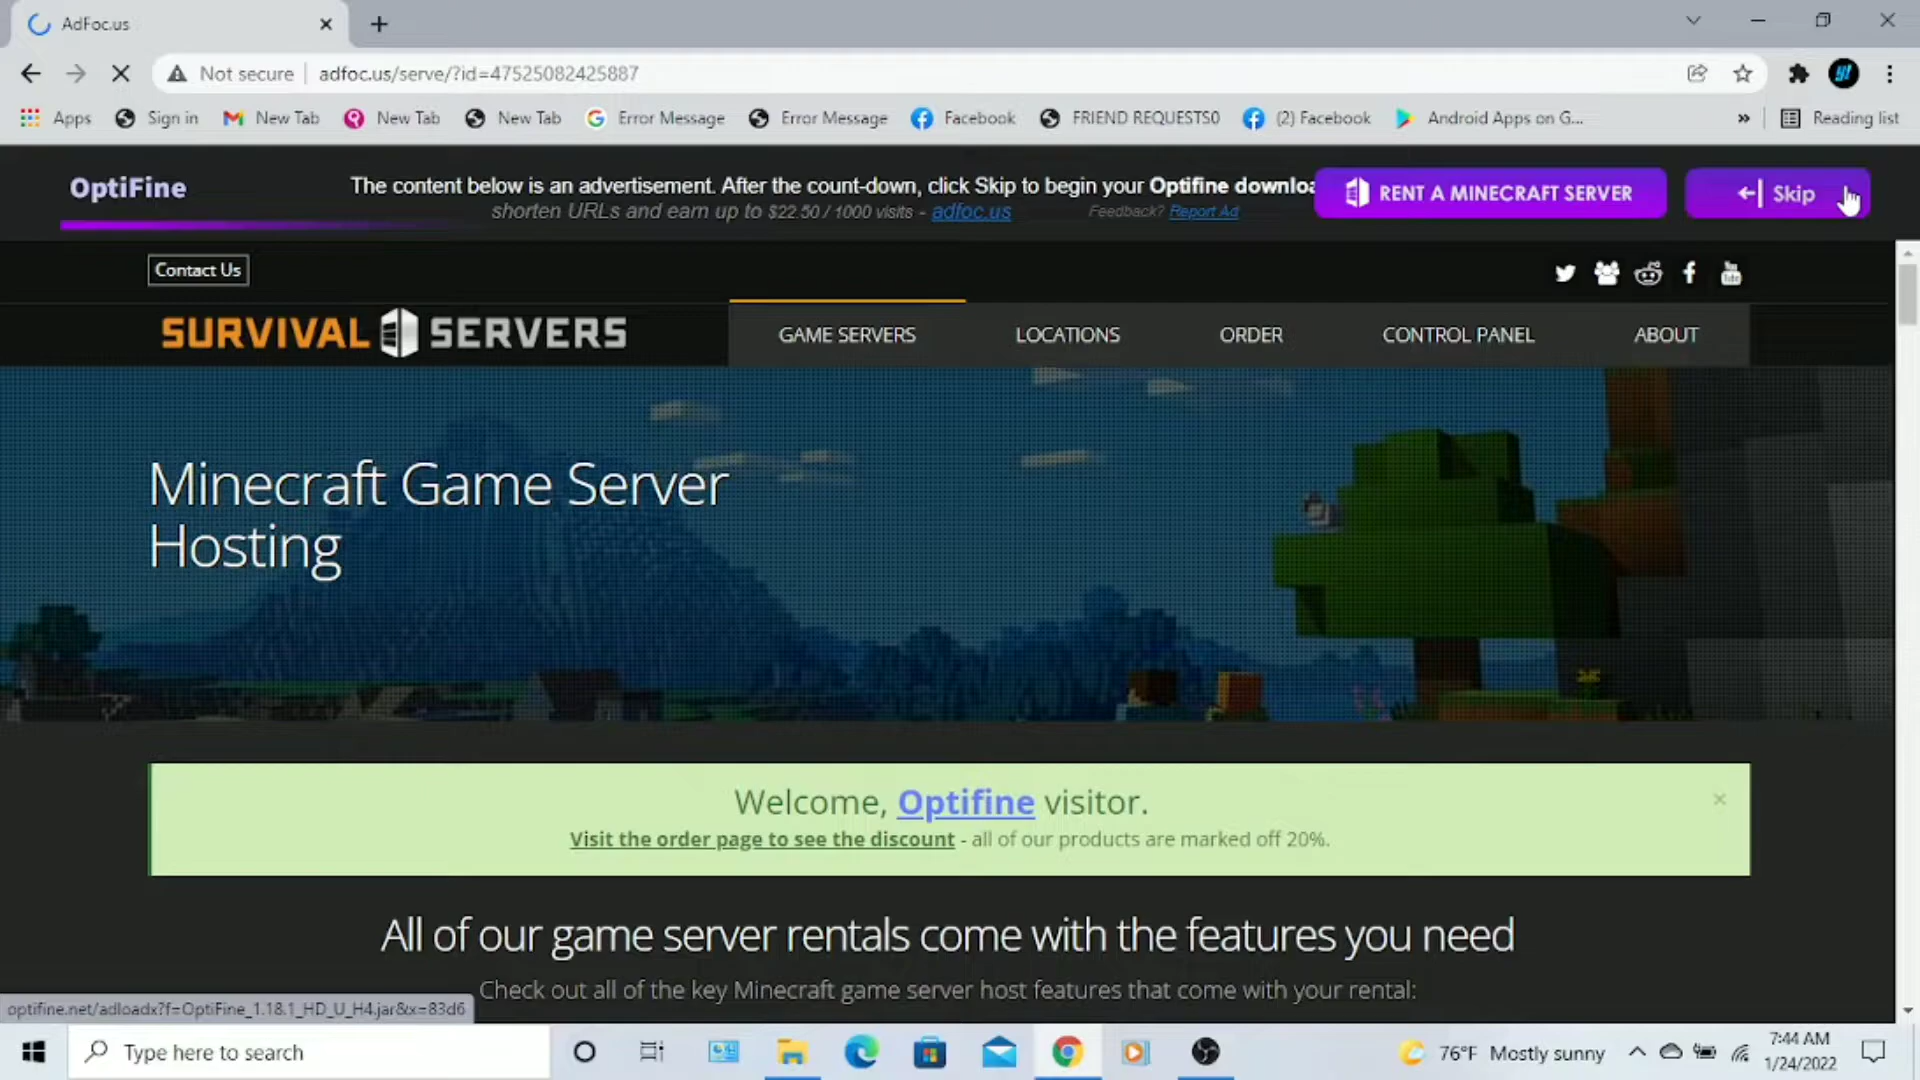 AdFoc.us
Not secure adfoc.us/serve/?id=47525082425887
Apps Sign in New Tab New Tab New Tab Error Message Error Message Facebook FRIEND REQUESTS0 (2) Facebook Android Apps on G... » Reading list
OptiFine
The content below is an advertisement. After the count-down, click Skip to begin your Optifine downloa
shorten URLs and earn up to $22.50 / 1000 visits - adfoc.us Feedback? Report Ad
RENT A MINECRAFT SERVER
Skip
Contact Us
SURVIVAL SERVERS
GAME SERVERS LOCATIONS ORDER CONTROL PANEL ABOUT
Minecraft Game Server
Hosting
Welcome, Optifine visitor.
Visit the order page to see the discount - all of our products are marked off 20%.
All of our game server rentals come with the features you need
Check out all of the key Minecraft game server host features that come with your rental:
optifine.net/adloadx?f=OptiFine_1.18.1_HD_U_H4.jar&x=83d6
Type here to search
76°F Mostly sunny
7:44 AM
1/24/2022